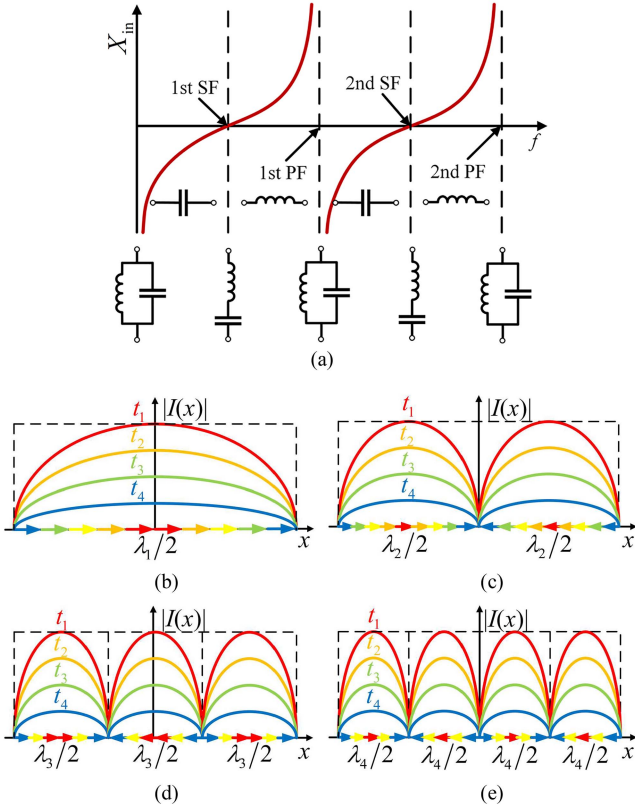 X_in
1st SF
2nd SF
f
1st PF
2nd PF
(a)
t_1 |I(x)|
t_2
t_3
t_4
λ_1/2 x
(b)
t_1 |I(x)|
t_2
t_3
t_4
λ_2/2 λ_2/2 x
(c)
t_1 |I(x)|
t_2
t_3
t_4
λ_3/2 λ_3/2 λ_3/2 x
(d)
t_1 |I(x)|
t_2
t_3
t_4
λ_4/2 λ_4/2 λ_4/2 λ_4/2 x
(e)